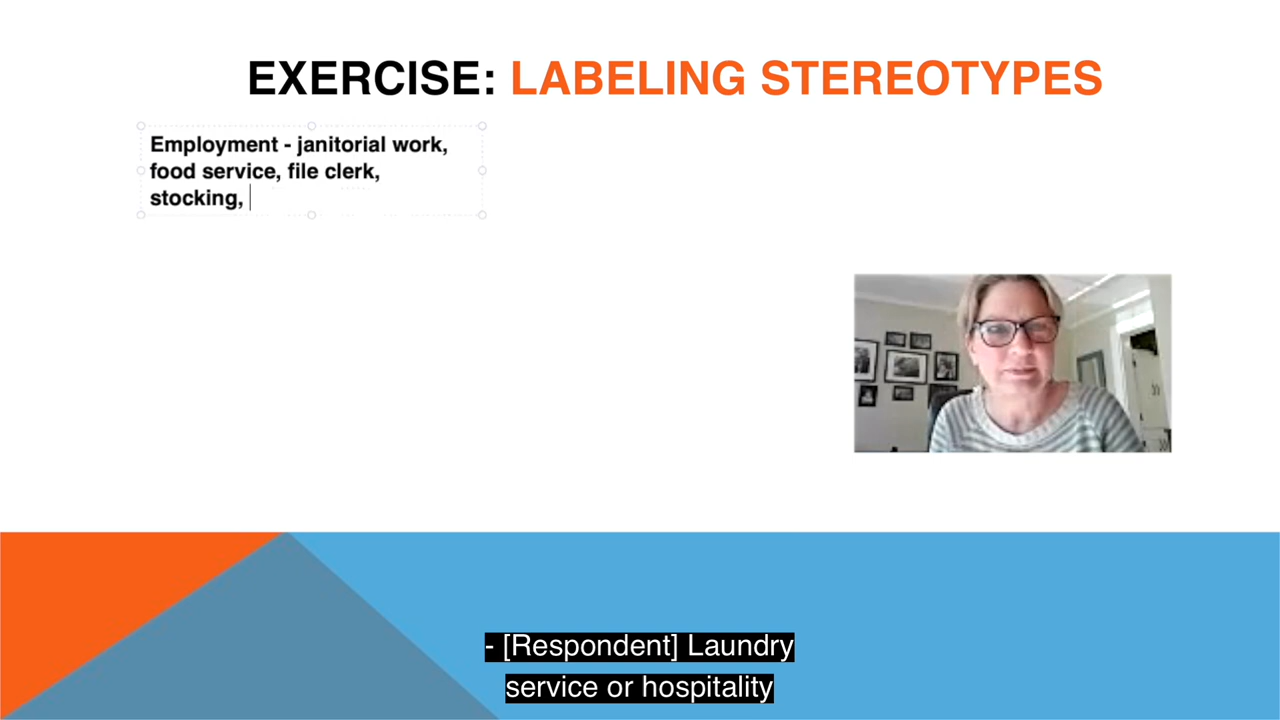 EXERCISE: LABELING STEREOTYPES
Employment - janitorial work,
food service, file clerk,
stocking,
- [Respondent] Laundry
service or hospitality